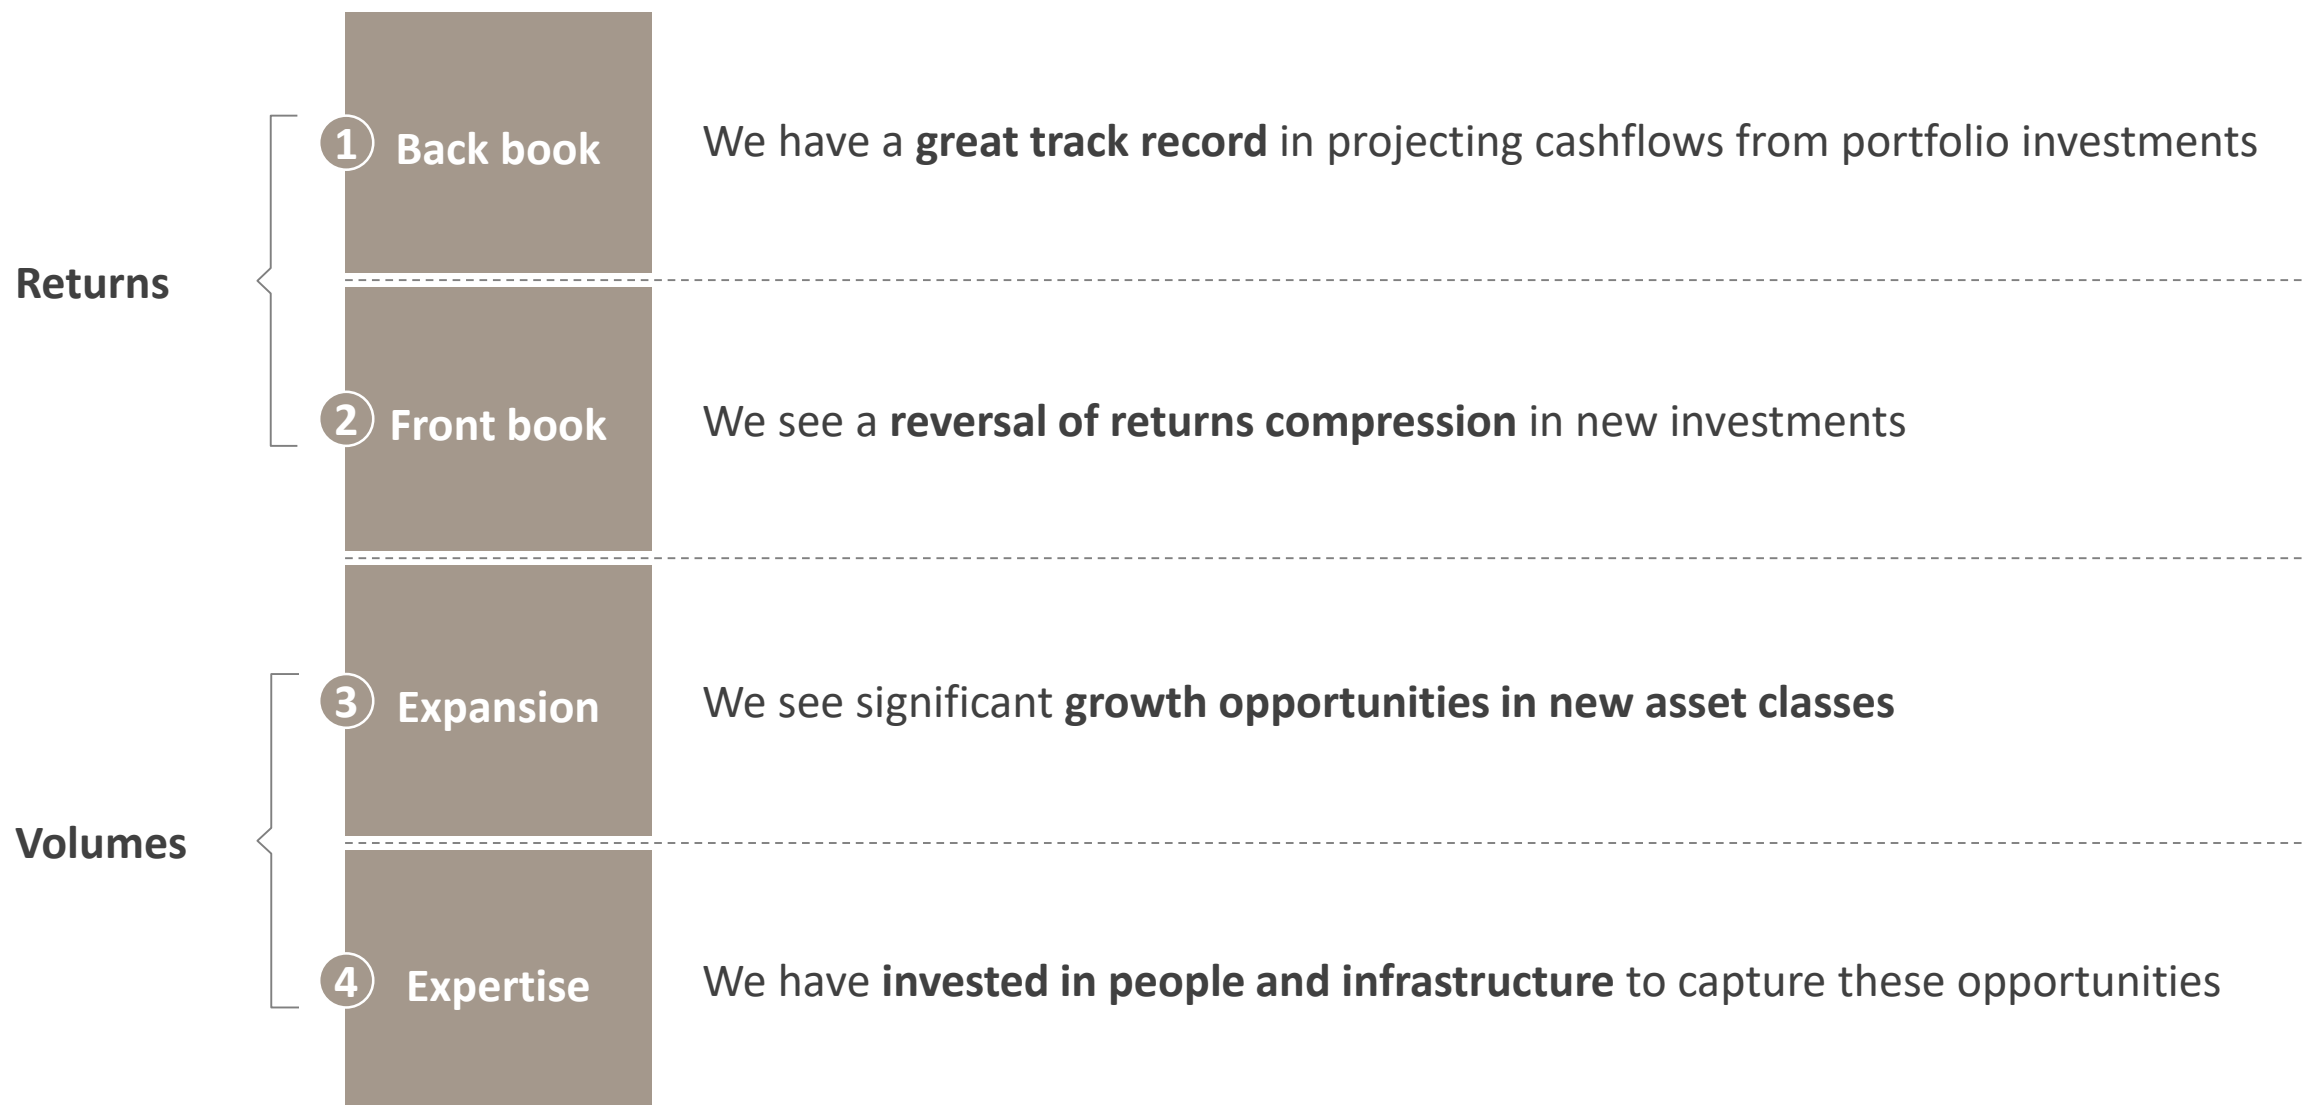 Returns
1 Back book
We have a great track record in projecting cashflows from portfolio investments
2 Front book
We see a reversal of returns compression in new investments
Volumes
3 Expansion
We see significant growth opportunities in new asset classes
4 Expertise
We have invested in people and infrastructure to capture these opportunities